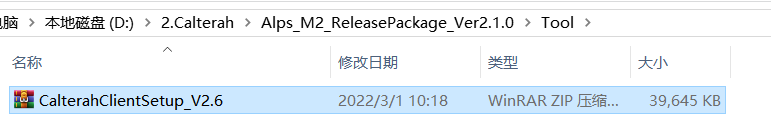 脑 > 本地磁盘 (D:) > 2.Calterah > Alps_M2_ReleasePackage_Ver2.1.0 > Tool >
名称 修改日期 类型 大小
CalterahClientSetup_V2.6 2022/3/1 10:18 WinRAR ZIP 压缩... 39,645 KB